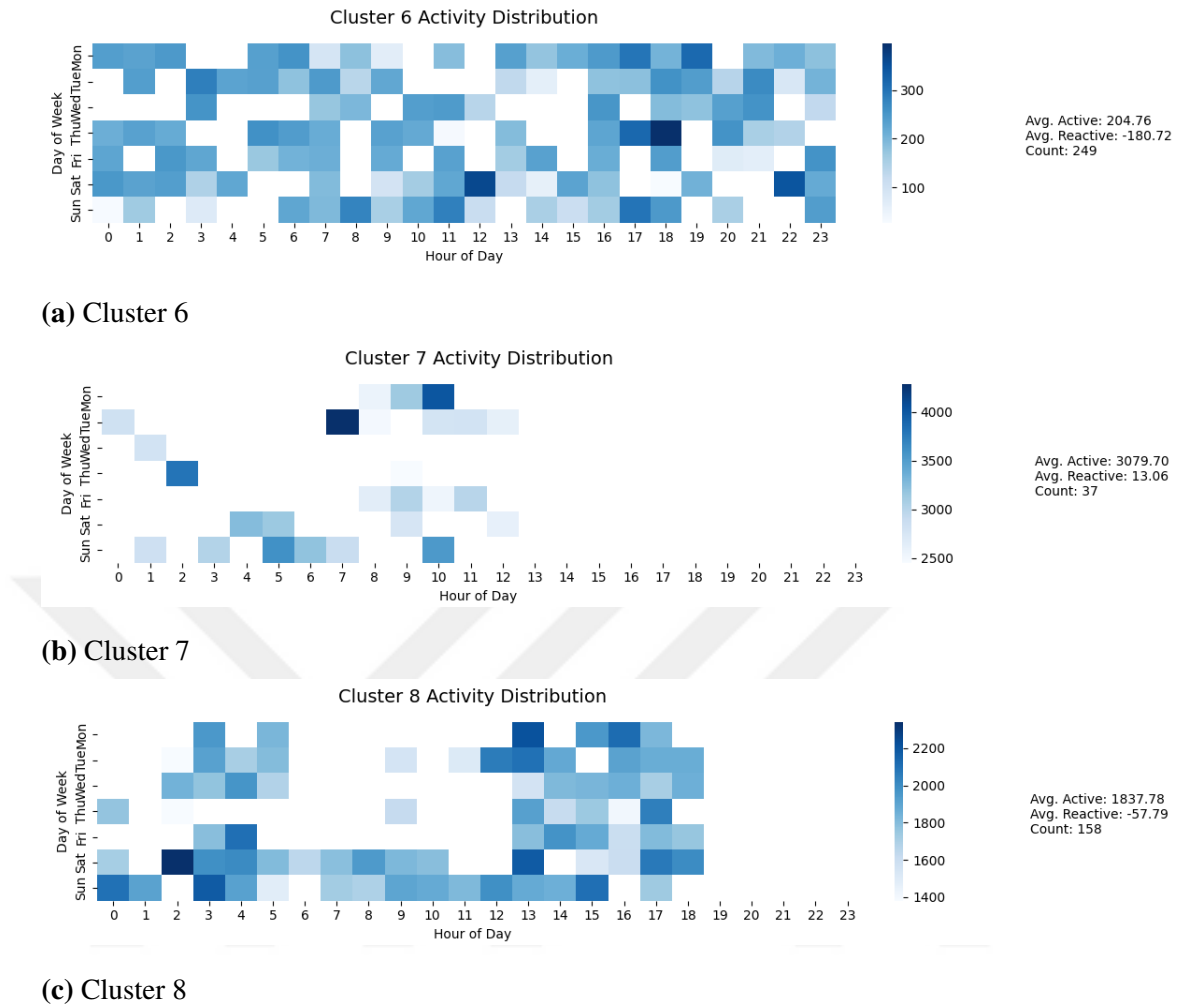 Cluster 6 Activity Distribution
Day of Week
Mon
Tue
Wed
Thu
Fri
Sat
Sun
0 1 2 3 4 5 6 7 8 9 10 11 12 13 14 15 16 17 18 19 20 21 22 23
Hour of Day
300
200
100
Avg. Active: 204.76
Avg. Reactive: -180.72
Count: 249
(a) Cluster 6
Cluster 7 Activity Distribution
Day of Week
Mon
Tue
Wed
Thu
Fri
Sat
Sun
0 1 2 3 4 5 6 7 8 9 10 11 12 13 14 15 16 17 18 19 20 21 22 23
Hour of Day
4000
3500
3000
2500
Avg. Active: 3079.70
Avg. Reactive: 13.06
Count: 37
(b) Cluster 7
Cluster 8 Activity Distribution
Day of Week
Mon
Tue
Wed
Thu
Fri
Sat
Sun
0 1 2 3 4 5 6 7 8 9 10 11 12 13 14 15 16 17 18 19 20 21 22 23
Hour of Day
2200
2000
1800
1600
1400
Avg. Active: 1837.78
Avg. Reactive: -57.79
Count: 158
(c) Cluster 8